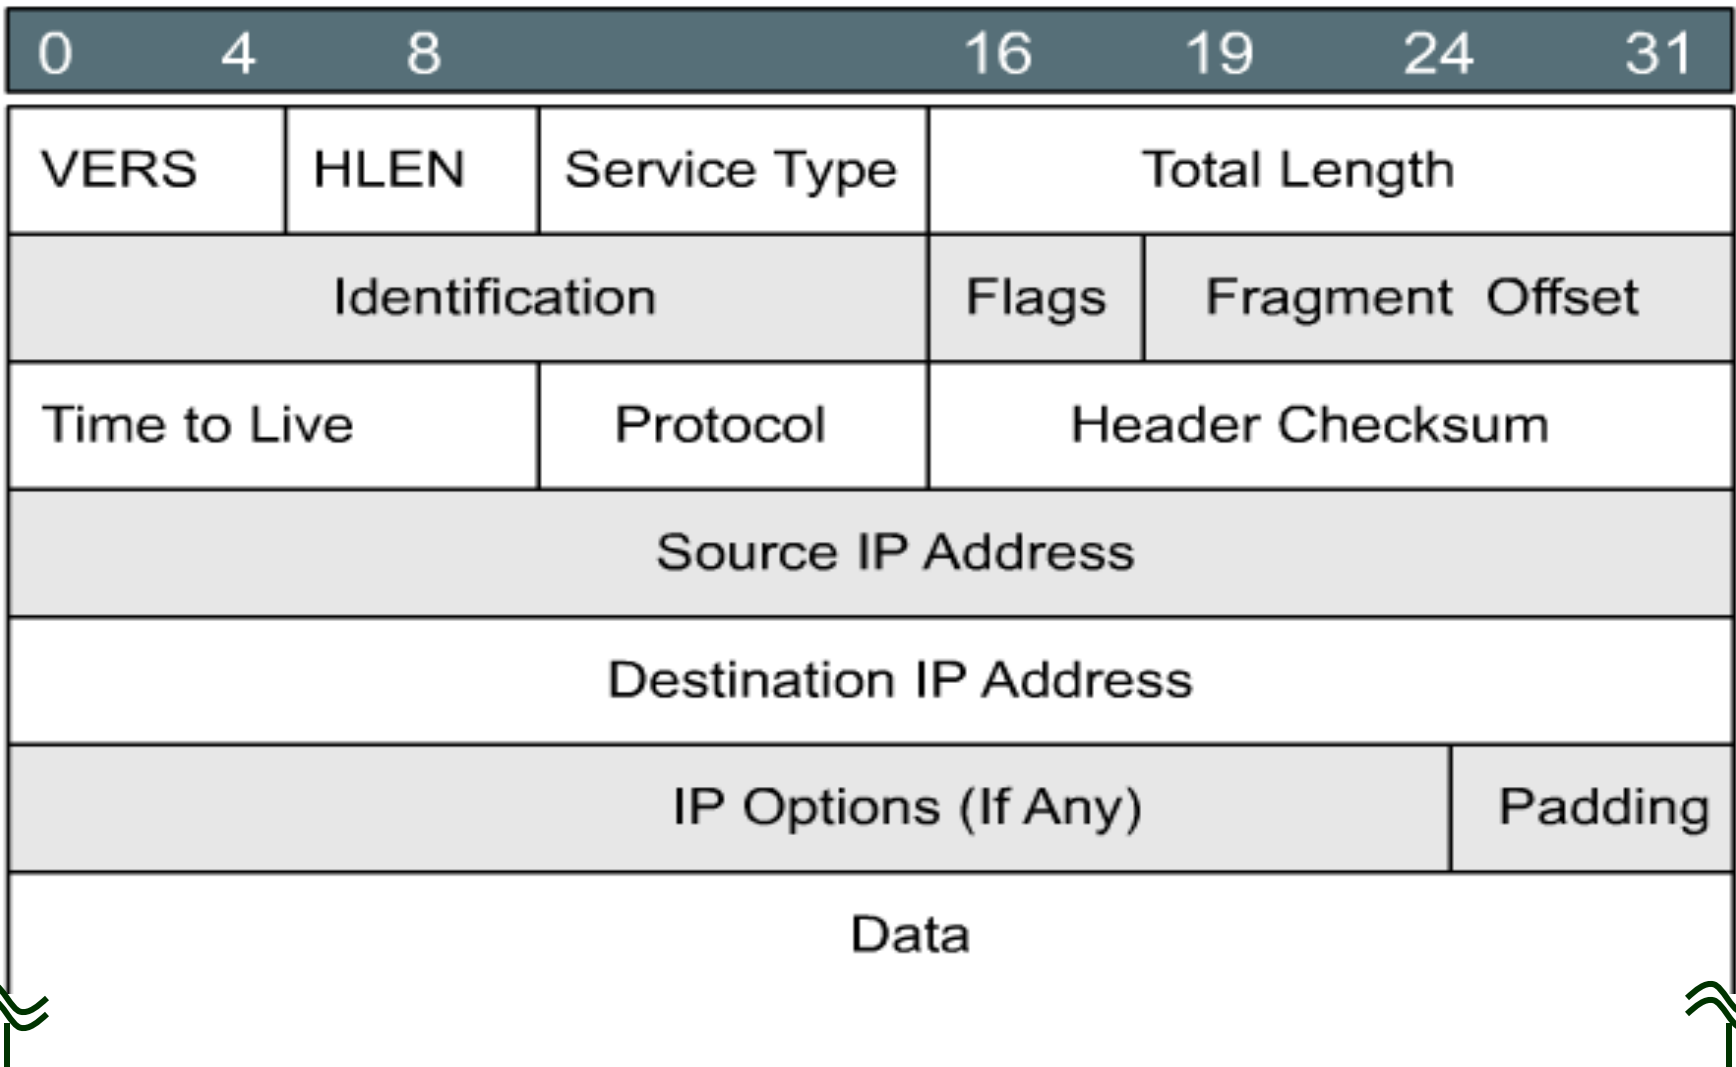 0 4 8 16 19 24 31
VERS HLEN Service Type Total Length
Identification Flags Fragment Offset
Time to Live Protocol Header Checksum
Source IP Address
Destination IP Address
IP Options (If Any) Padding
Data